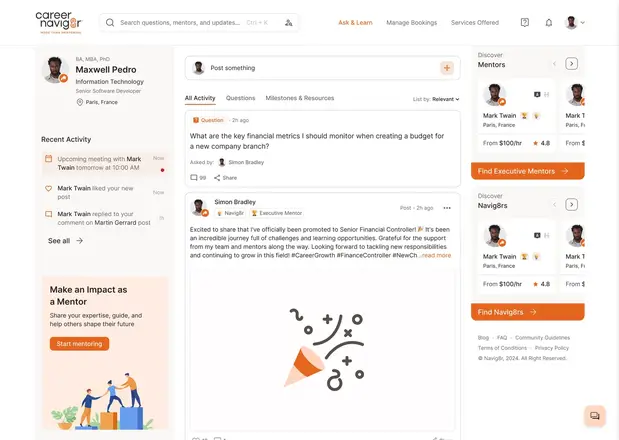 career
navig8r
Search questions, mentors, and updates... Ctrl + K
Ask & Learn
Manage Bookings
Services Offered
BA, MBA, PhD
Maxwell Pedro
Information Technology
Senior Software Developer
Paris, France
Recent Activity
Upcoming meeting with Mark
Twain tomorrow at 10:00 AM
Now
Mark Twain liked your new
post
Now
Mark Twain replied to your
comment on Martin Gerrard post
See all
Make an Impact as
a Mentor
Share your expertise, guide, and
help others shape their future
Start mentoring
Post something
All Activity
Questions
Milestones & Resources
List by: Relevant
Question · 2h ago
What are the key financial metrics I should monitor when creating a budget for
a new company branch?
Asked by: Simon Bradley
99 Share
Simon Bradley
Navig8r Executive Mentor
Post · 2h ago
Excited to share that I've officially been promoted to Senior Financial Controller! 🎉 It's been
an incredible journey full of challenges and learning opportunities. Grateful for the support
from my team and mentors along the way. Looking forward to tackling new responsibilities
and continuing to grow in this field! #CareerGrowth #FinanceController #NewCh ...read more
Discover
Mentors
Mark Twain
Paris, France
From $100/hr
4.8
From
Find Executive Mentors
Discover
Navig8rs
Mark Twain
Paris, France
From $100/hr
4.8
From
Find Navig8rs
Blog · FAQ · Community Guidelines
Terms of Conditions · Privacy Policy
© Navig8r, 2024. All Right Reserved.